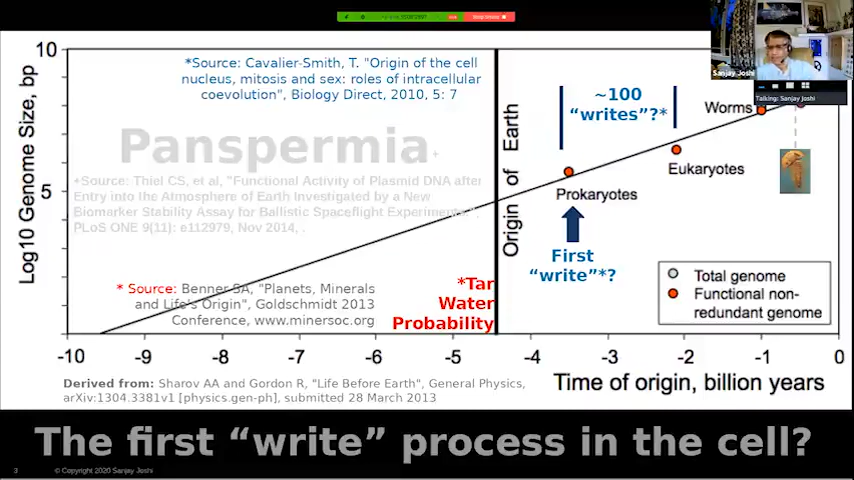 Sanjay Joshi
Talking: Sanjay Joshi
*Source: Cavalier-Smith, T. "Origin of the cell
nucleus, mitosis and sex: roles of intracellular
coevolution", Biology Direct, 2010, 5: 7
Panspermia+
+Source: Thiel CS, et al, "Functional Activity of Plasmid DNA after
Entry into the Atmosphere of Earth Investigated by a New
Biomarker Stability Assay for Ballistic Spaceflight Experiments.",
PLoS ONE 9(11): e112979, Nov 2014, .
* Source: Benner SA, "Planets, Minerals
and Life's Origin", Goldschmidt 2013
Conference, www.minersoc.org
*Tar
Water
Probability
Origin of Earth
~100
“writes”?*
Worms
Eukaryotes
Prokaryotes
First
“write”*?
Total genome
Functional non-
redundant genome
Log10 Genome Size, bp
10
5
-10 -9 -8 -7 -6 -5 -4 -3 -2 -1 0
Time of origin, billion years
Derived from: Sharov AA and Gordon R, "Life Before Earth", General Physics,
arXiv:1304.3381v1 [physics.gen-ph], submitted 28 March 2013
The first “write” process in the cell?
3 © Copyright 2020 Sanjay Joshi